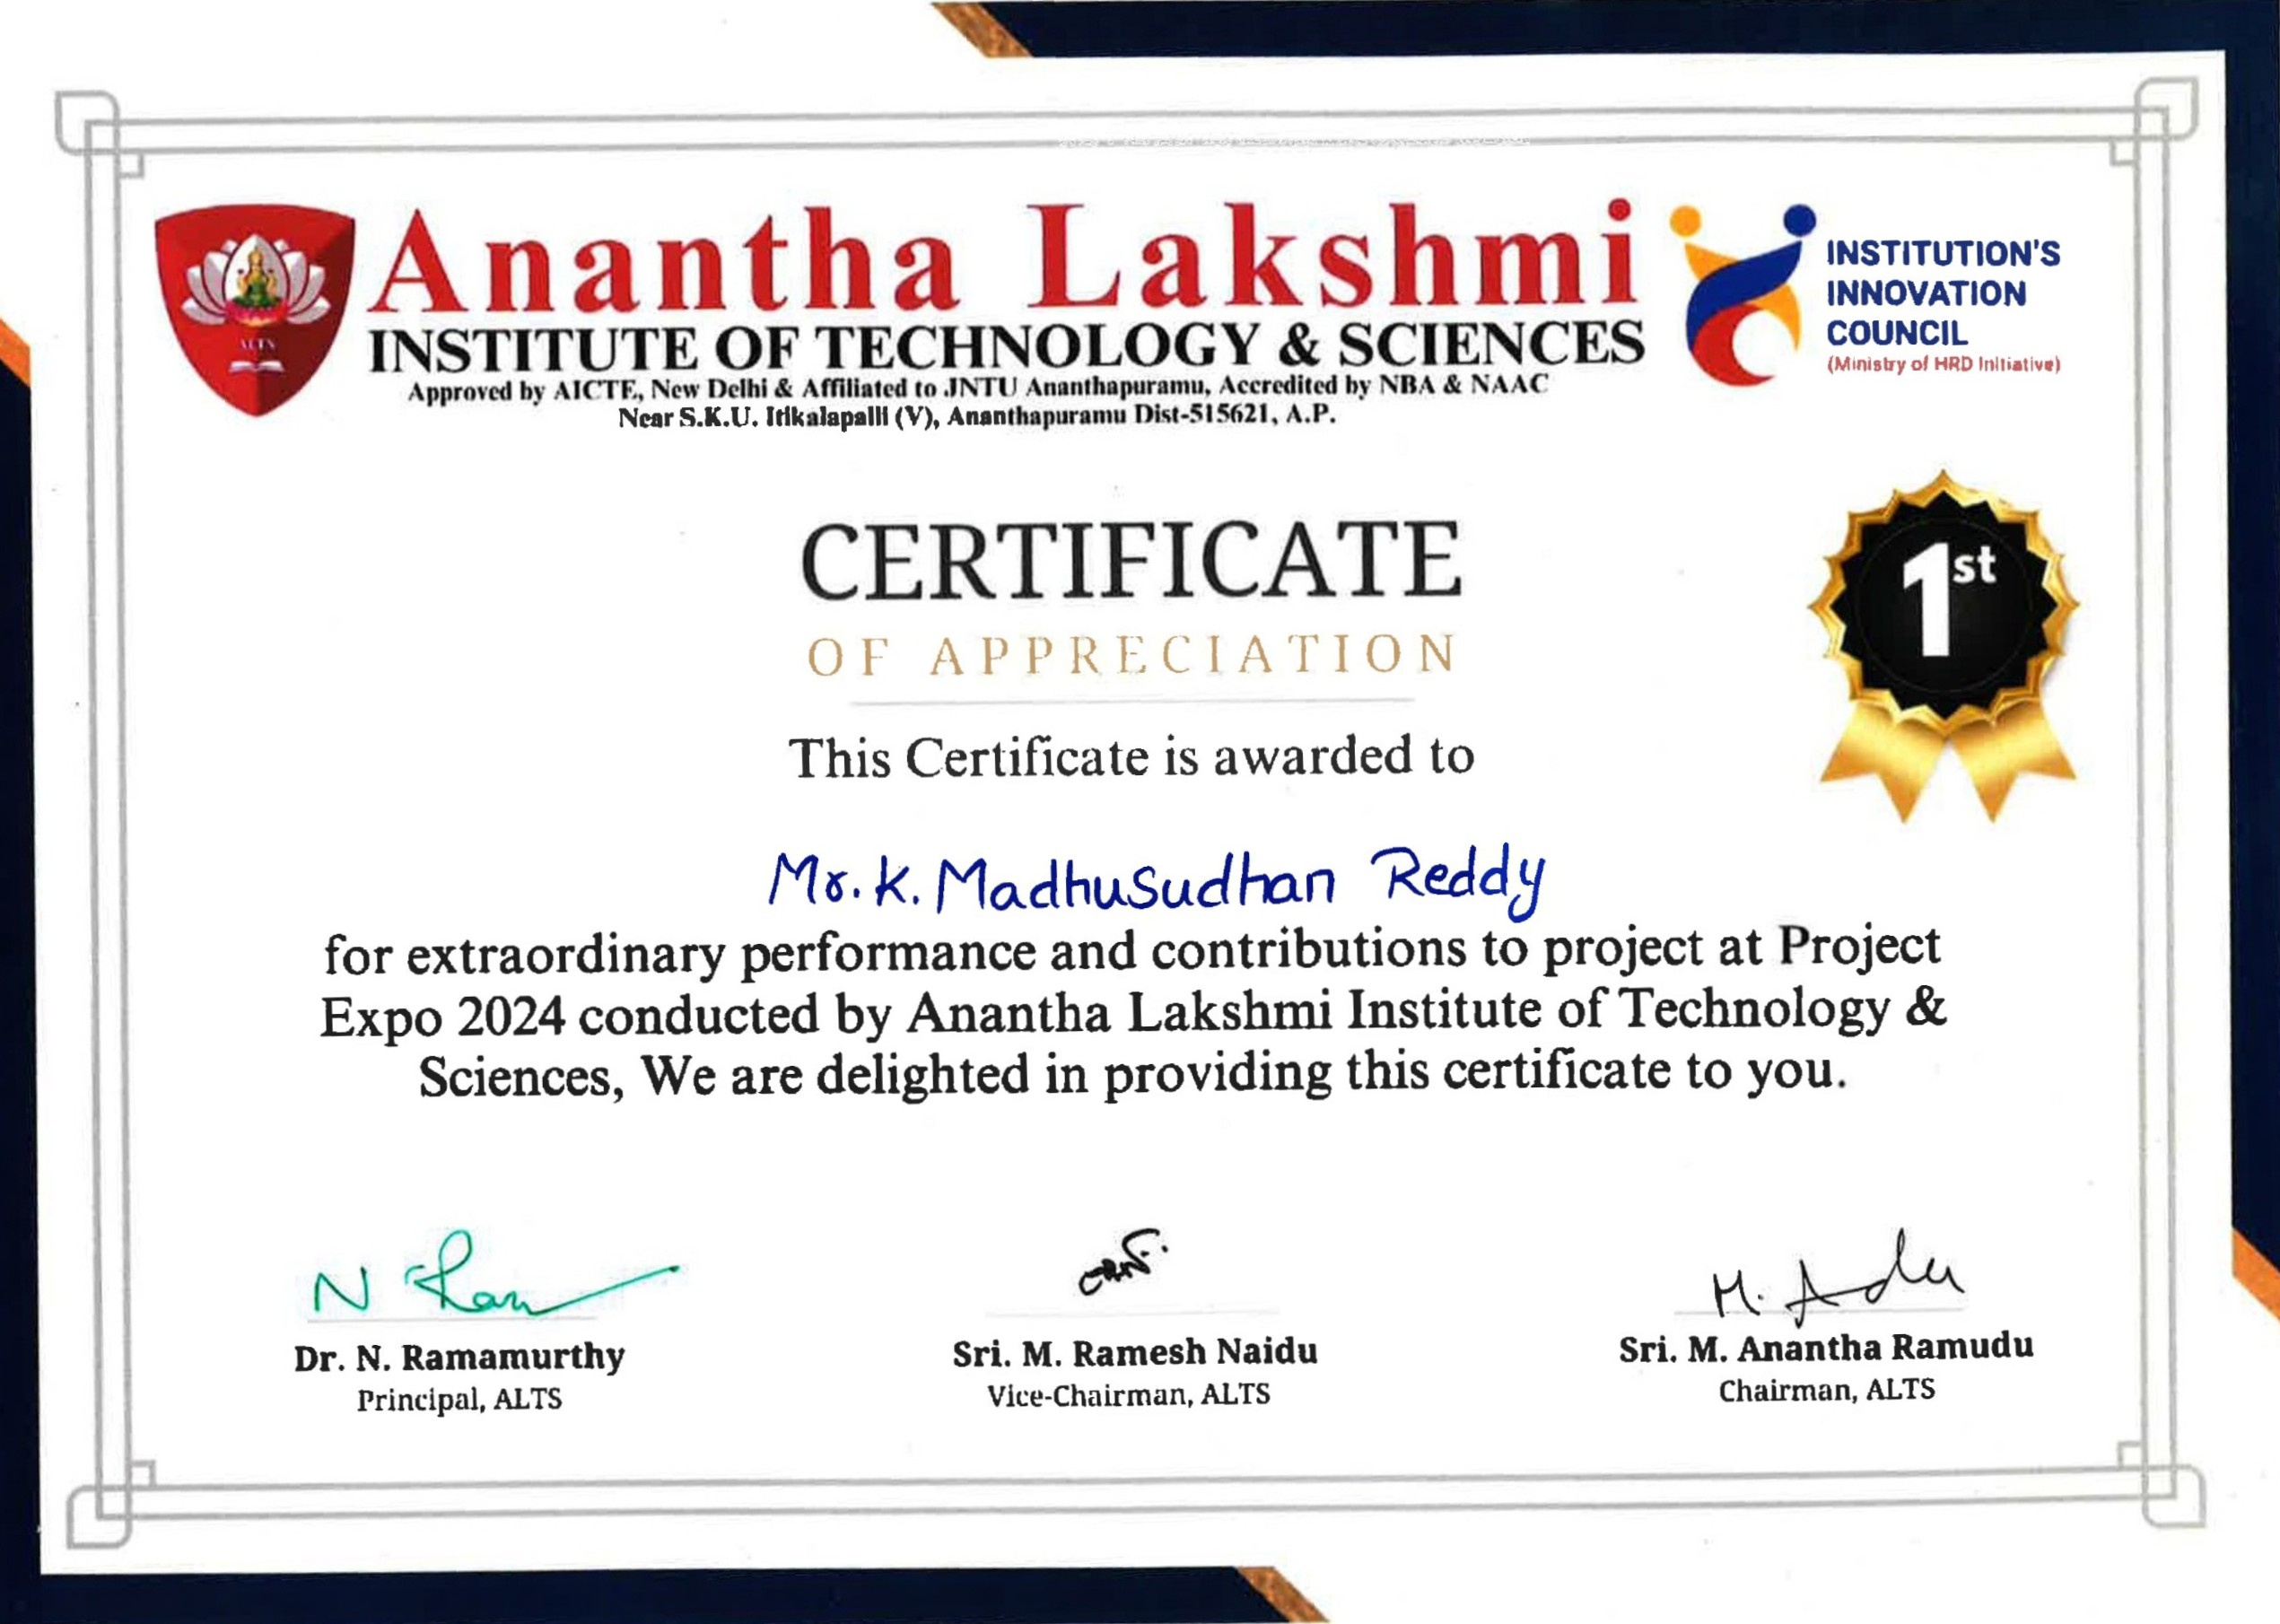 Anantha Lakshmi
INSTITUTE OF TECHNOLOGY & SCIENCES
Approved by AICTE, New Delhi & Affiliated to JNTU Ananthapuramu, Accredited by NBA & NAAC
Near S.K.U. Itikalapalli (V), Ananthapuramu Dist-515621, A.P.
ALTS
INSTITUTION'S
INNOVATION
COUNCIL
(Ministry of HRD Initiative)
CERTIFICATE
OF APPRECIATION
1st
This Certificate is awarded to
Mr. K. Madhusudhan Reddy
for extraordinary performance and contributions to project at Project
Expo 2024 conducted by Anantha Lakshmi Institute of Technology &
Sciences, We are delighted in providing this certificate to you.
N Ram
M. Adu
Dr. N. Ramamurthy
Principal, ALTS
Sri. M. Ramesh Naidu
Vice-Chairman, ALTS
Sri. M. Anantha Ramudu
Chairman, ALTS